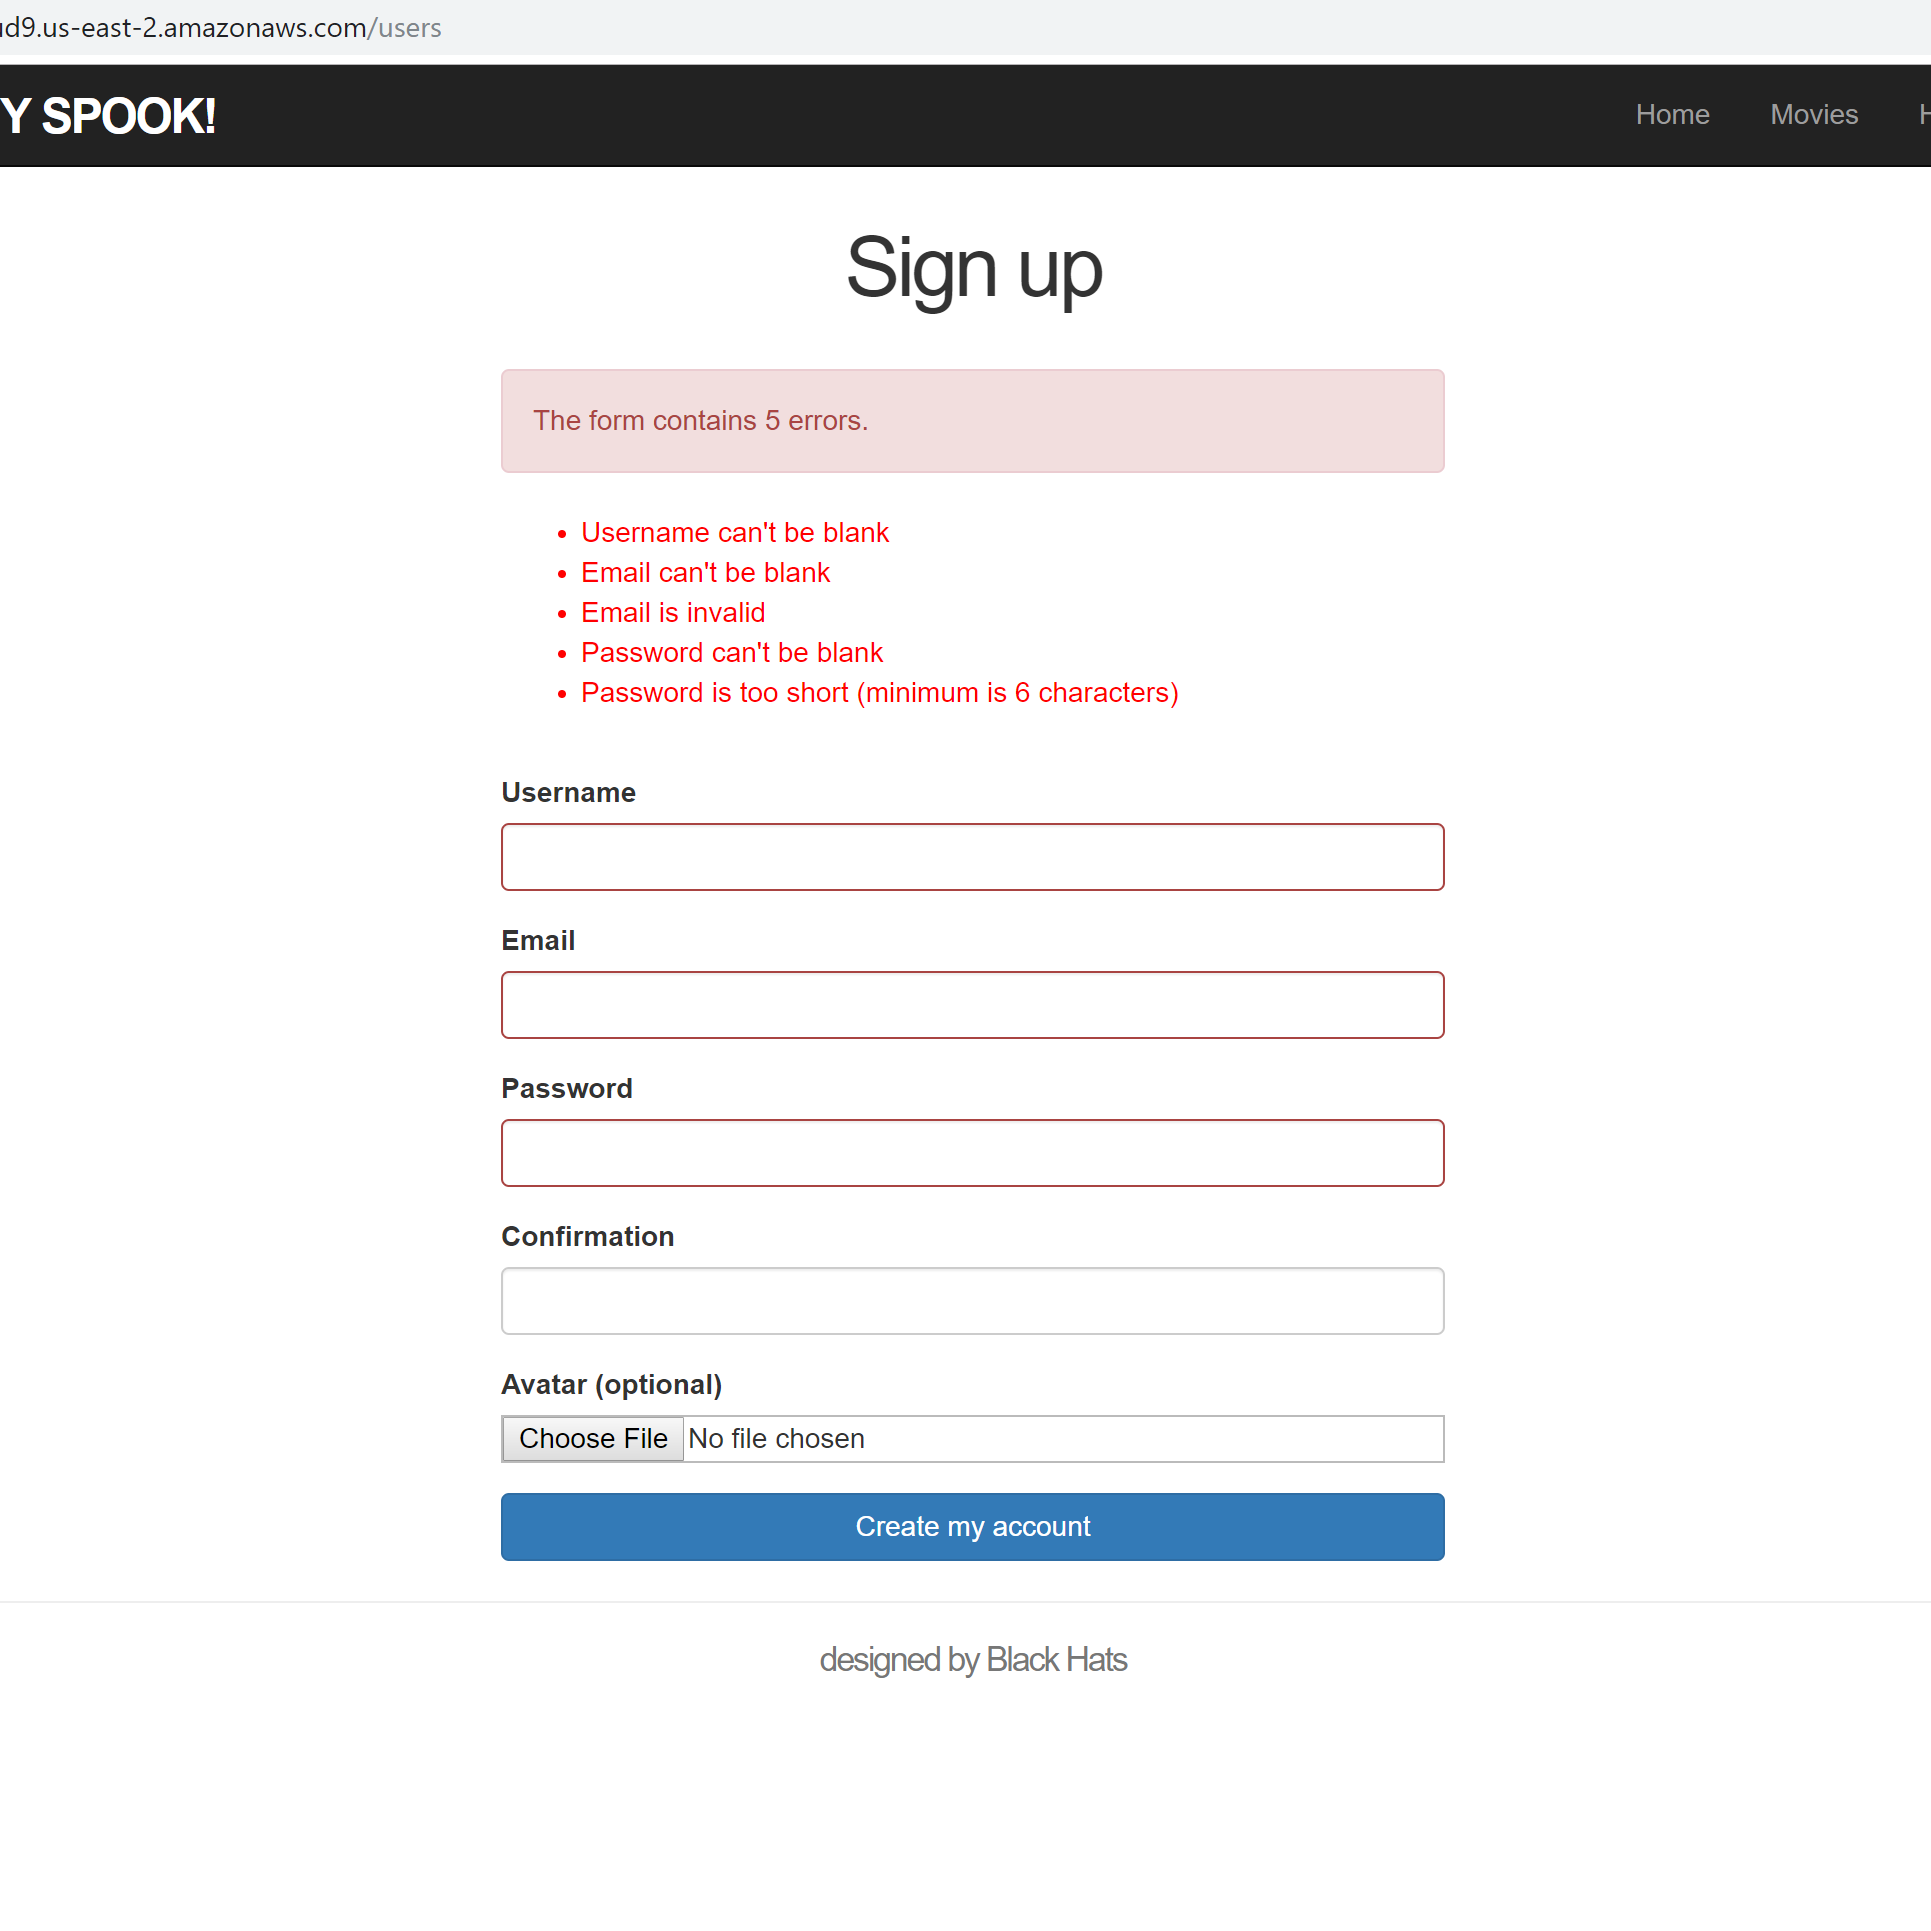 d9.us-east-2.amazonaws.com/users
Y SPOOK!
Home Movies H
Sign up
The form contains 5 errors.
• Username can't be blank
• Email can't be blank
• Email is invalid
• Password can't be blank
• Password is too short (minimum is 6 characters)
Username
Email
Password
Confirmation
Avatar (optional)
Choose File No file chosen
Create my account
designed by Black Hats